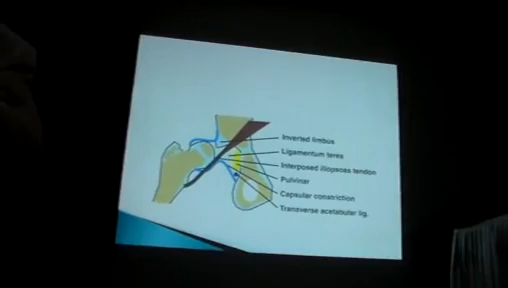 Inverted limbus
Ligamentum teres
Interposed iliopsoas tendon
Pulvinar
Capsular constriction
Transverse acetabular lig.